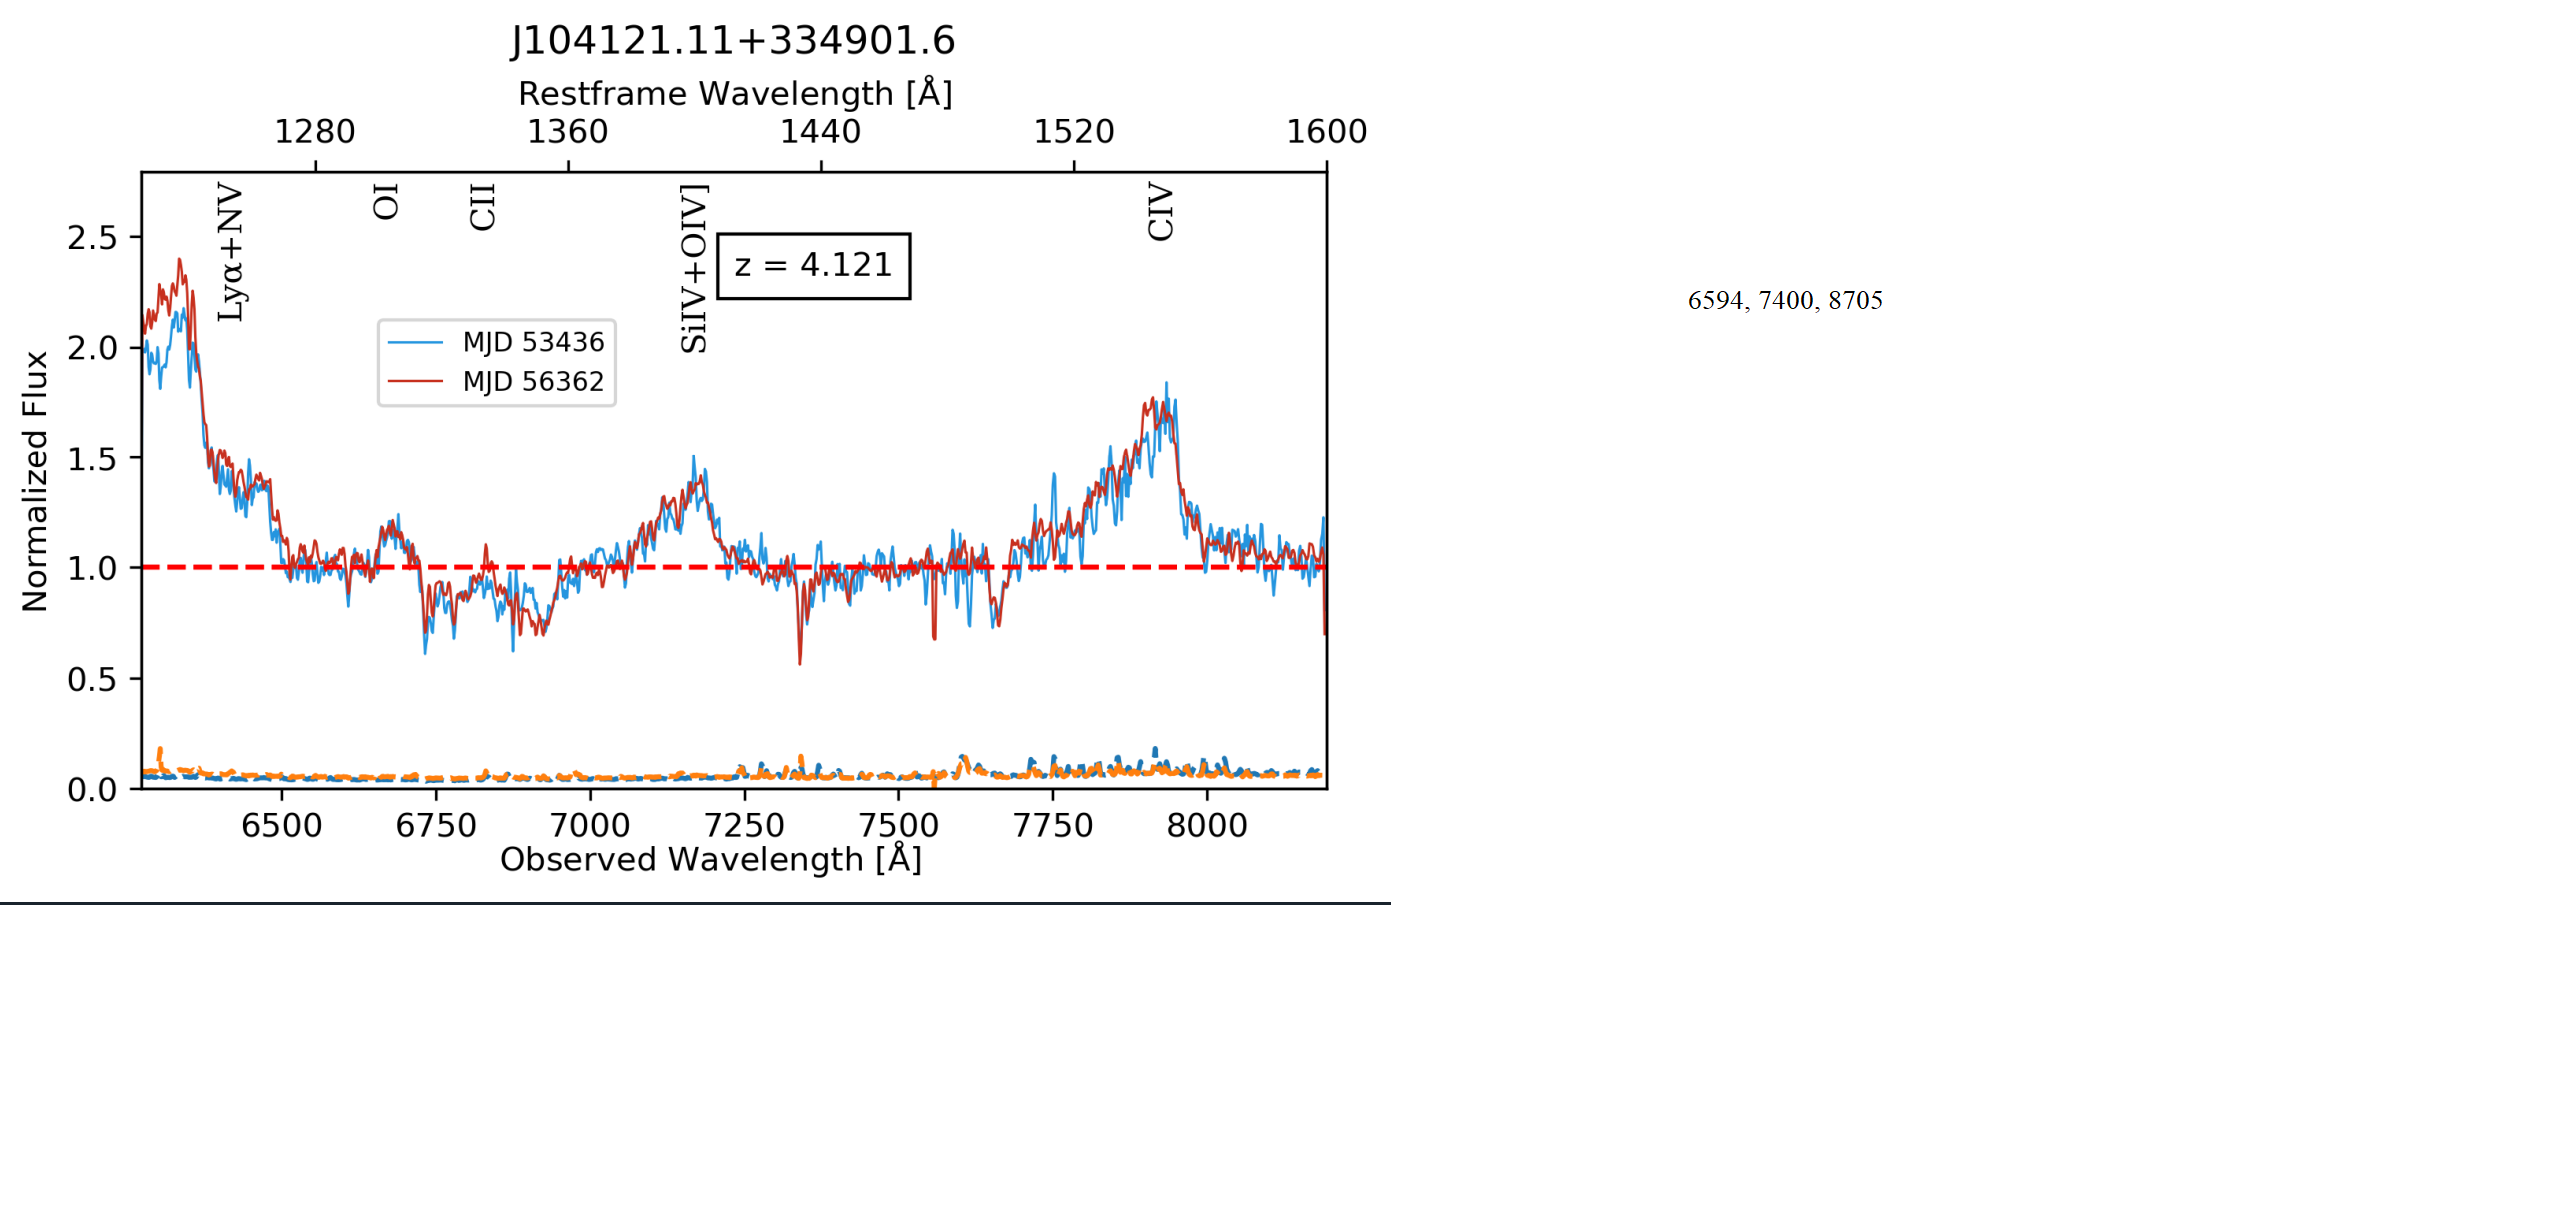 J104121.11+334901.6
Restframe Wavelength [Å]
1280 1360 1440 1520 1600
Lyα+NV OI CII SiIV+OIV] CIV
z = 4.121
MJD 53436
MJD 56362
Normalized Flux
2.5
2.0
1.5
1.0
0.5
0.0
6500 6750 7000 7250 7500 7750 8000
Observed Wavelength [Å]
6594, 7400, 8705